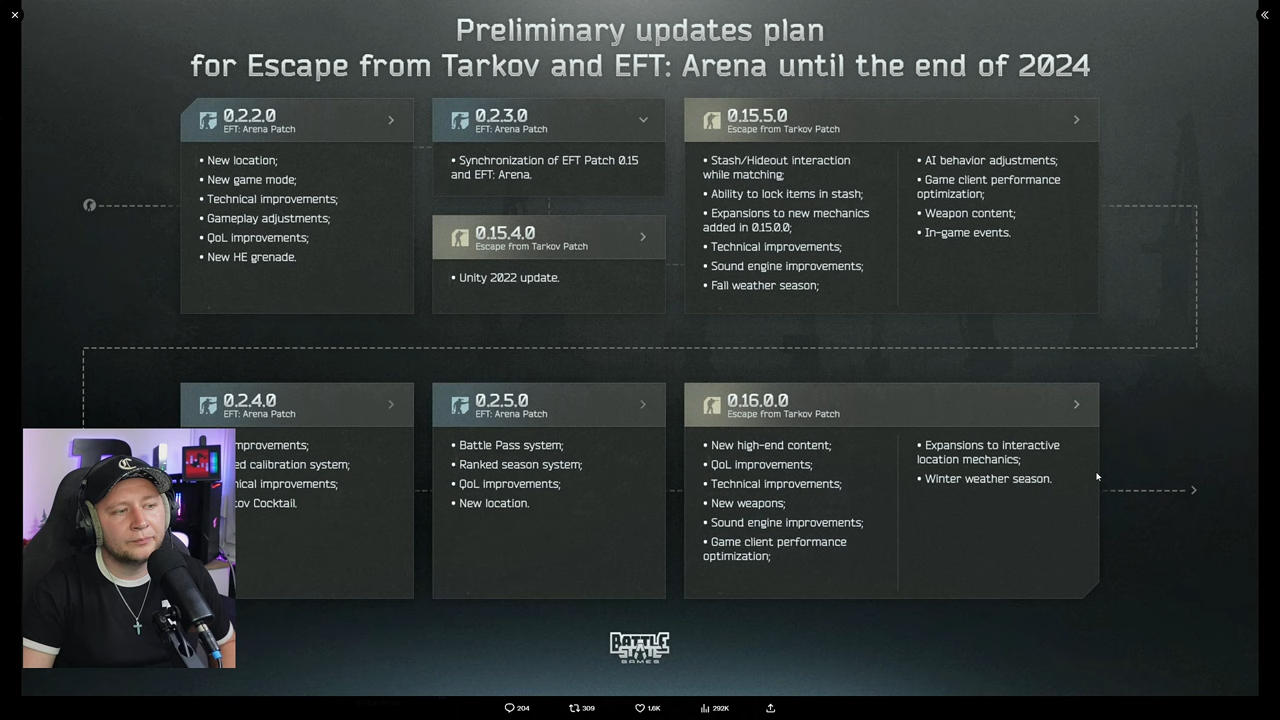 Preliminary updates plan
for Escape from Tarkov and EFT: Arena until the end of 2024
0.2.2.0
EFT: Arena Patch
• New location;
• New game mode;
• Technical improvements;
• Gameplay adjustments;
• QoL improvements;
• New HE grenade.
0.2.3.0
EFT: Arena Patch
• Synchronization of EFT Patch 0.15
and EFT: Arena.
0.15.4.0
Escape from Tarkov Patch
• Unity 2022 update.
0.15.5.0
Escape from Tarkov Patch
• Stash/Hideout interaction
while matching;
• Ability to lock items in stash;
• Expansions to new mechanics
added in 0.15.0.0;
• Technical improvements;
• Sound engine improvements;
• Fall weather season;
• AI behavior adjustments;
• Game client performance
optimization;
• Weapon content;
• In-game events.
0.2.4.0
EFT: Arena Patch
mprovements;
ed calibration system;
nical improvements;
ov Cocktail.
0.2.5.0
EFT: Arena Patch
• Battle Pass system;
• Ranked season system;
• QoL improvements;
• New location.
0.16.0.0
Escape from Tarkov Patch
• New high-end content;
• QoL improvements;
• Technical improvements;
• New weapons;
• Sound engine improvements;
• Game client performance
optimization;
• Expansions to interactive
location mechanics;
• Winter weather season.
BATTLE
STATE
GAMES
204
309
1.6K
292K